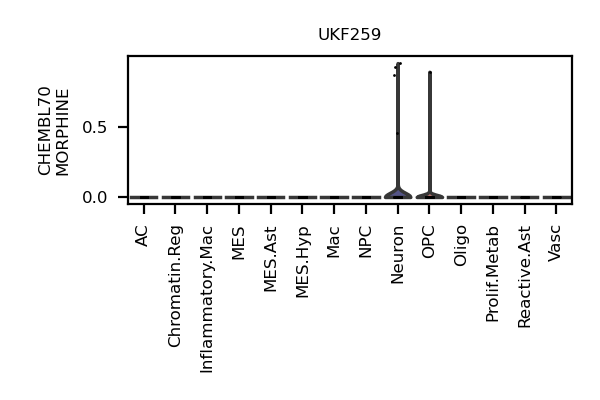 UKF259
CHEMBL70
MORPHINE
0.5
0.0
AC
Chromatin.Reg
Inflammatory.Mac
MES
MES.Ast
MES.Hyp
Mac
NPC
Neuron
OPC
Oligo
Prolif.Metab
Reactive.Ast
Vasc